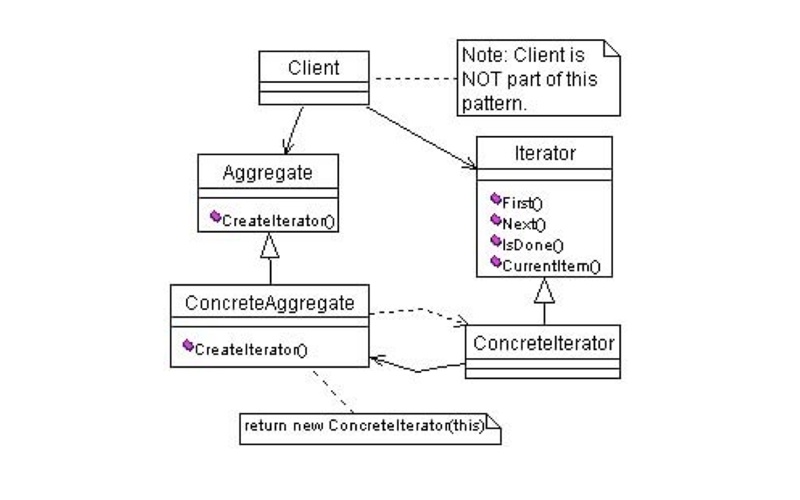 Client
Note: Client is
NOT part of this
pattern.
Aggregate
CreateIterator()
Iterator
First()
Next()
IsDone()
CurrentItem()
ConcreteAggregate
CreateIterator()
ConcreteIterator
return new ConcreteIterator(this)